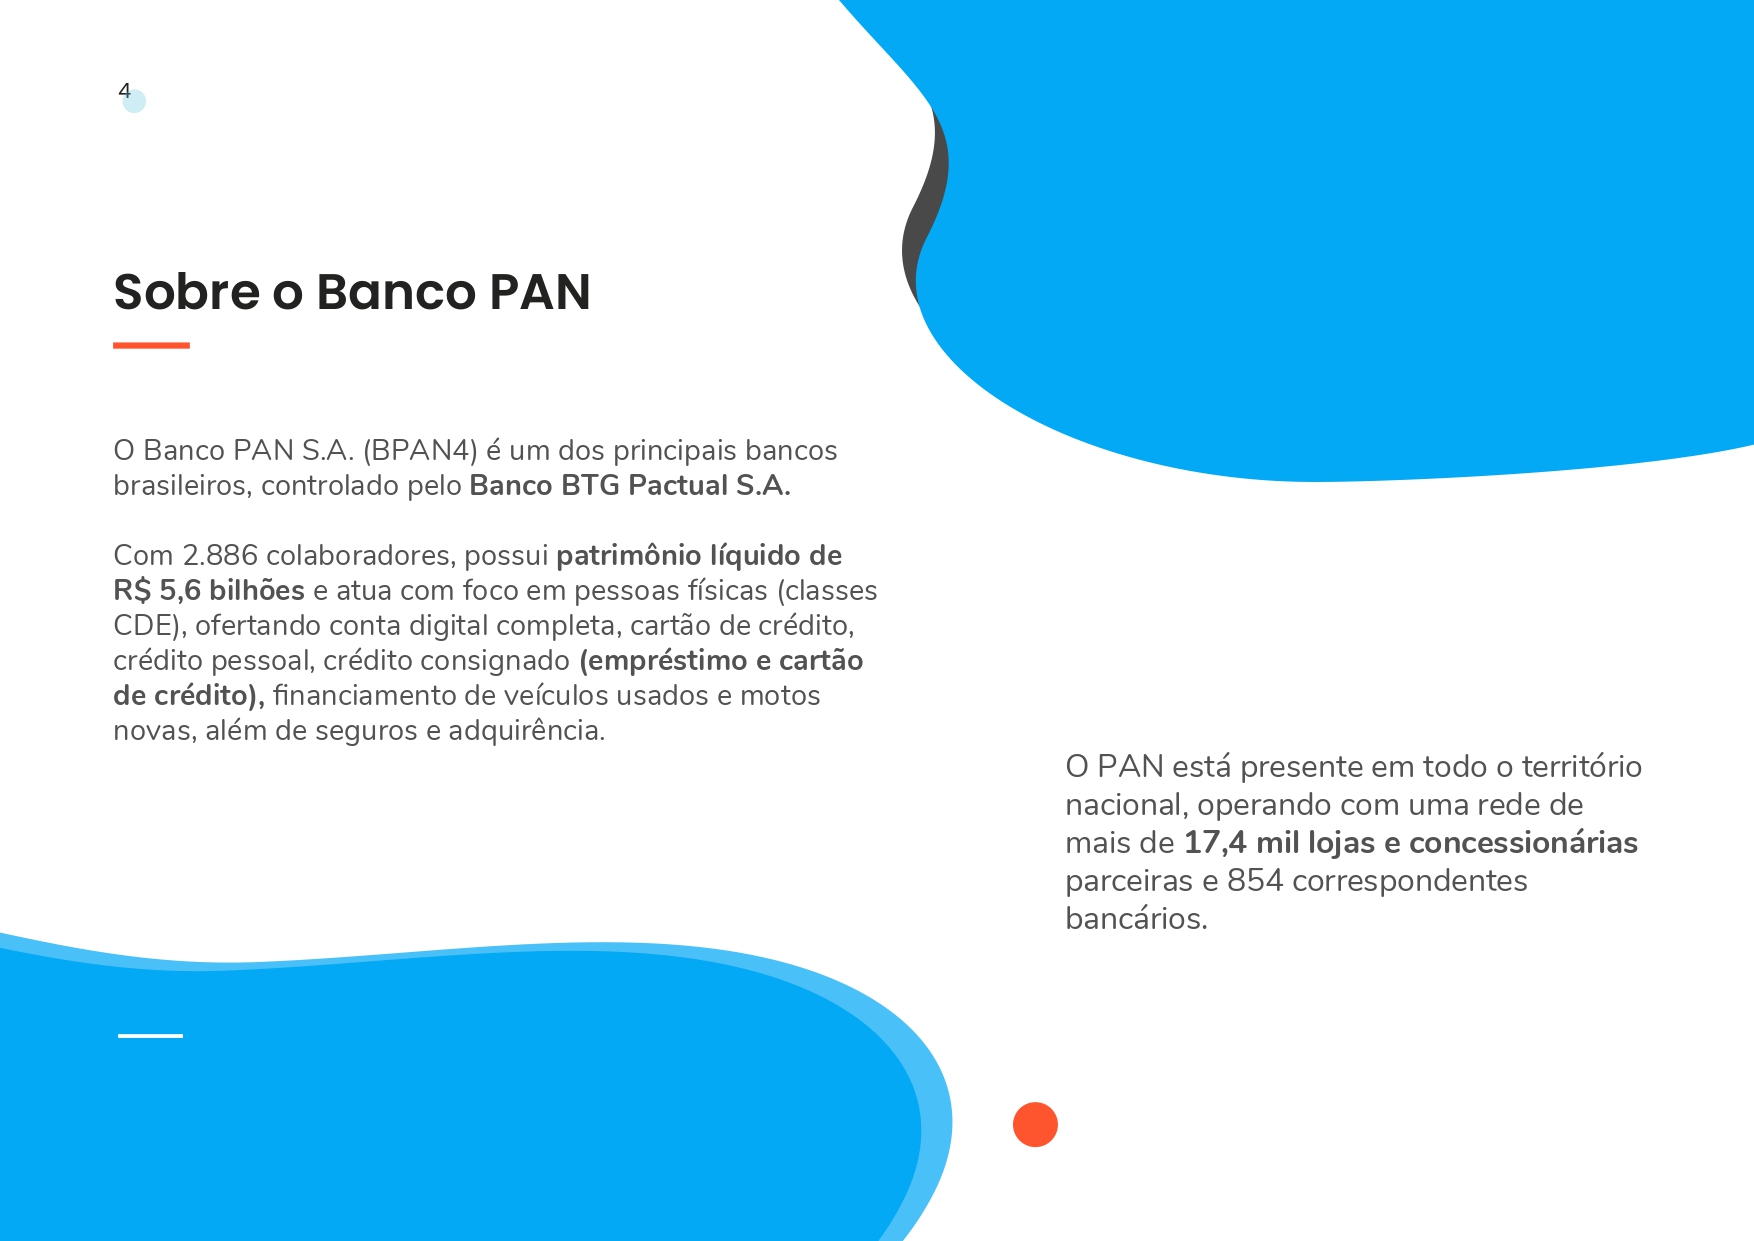 4
Sobre o Banco PAN
O Banco PAN S.A. (BPAN4) é um dos principais bancos
brasileiros, controlado pelo Banco BTG Pactual S.A.
Com 2.886 colaboradores, possui patrimônio líquido de
R$ 5,6 bilhões e atua com foco em pessoas físicas (classes
CDE), ofertando conta digital completa, cartão de crédito,
crédito pessoal, crédito consignado (empréstimo e cartão
de crédito), financiamento de veículos usados e motos
novas, além de seguros e adquirência.
O PAN está presente em todo o território
nacional, operando com uma rede de
mais de 17,4 mil lojas e concessionárias
parceiras e 854 correspondentes
bancários.